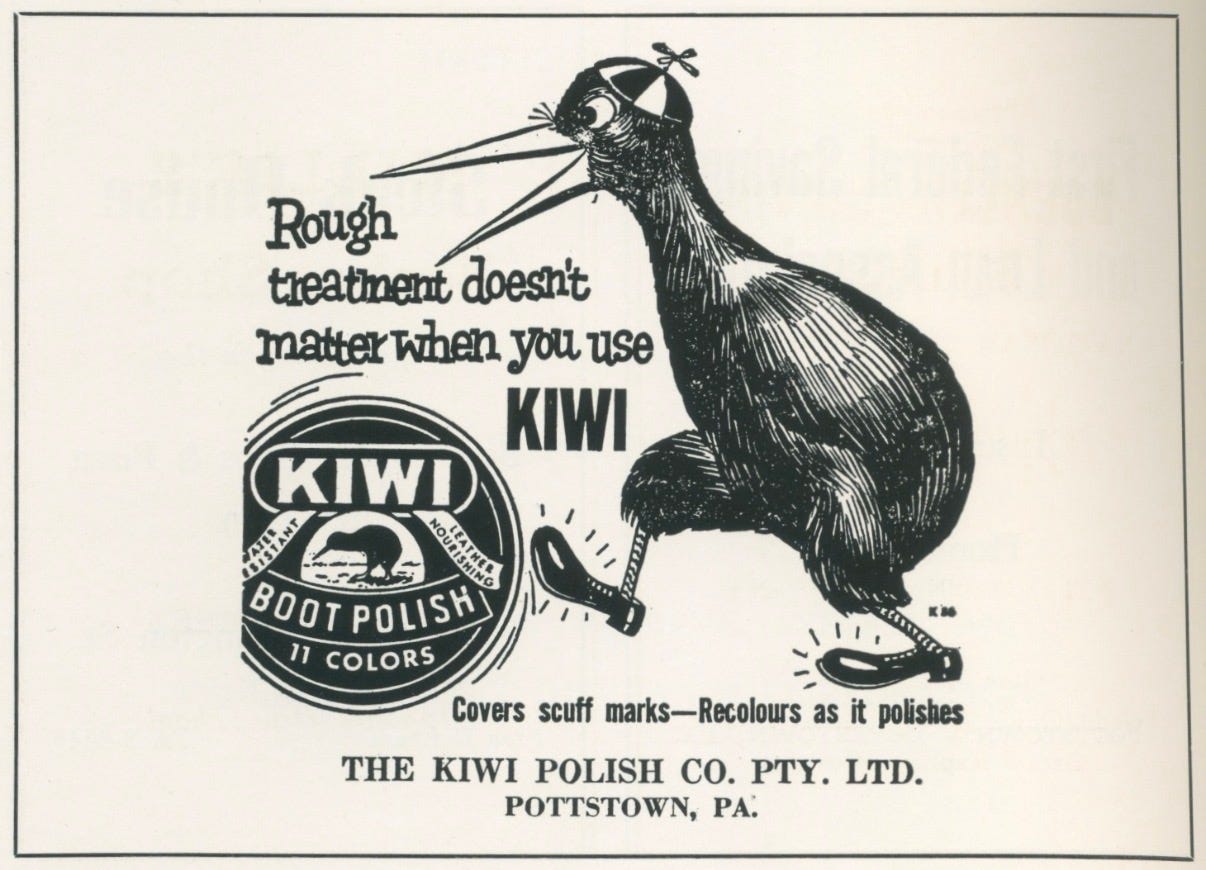 Rough
treatment doesn't
matter when you use
KIWI
KIWI
WATER
RESISTANT
LEATHER
NOURISHING
BOOT POLISH
11 COLORS
Covers scuff marks—Recolours as it polishes
THE KIWI POLISH CO. PTY. LTD.
POTTSTOWN, PA.